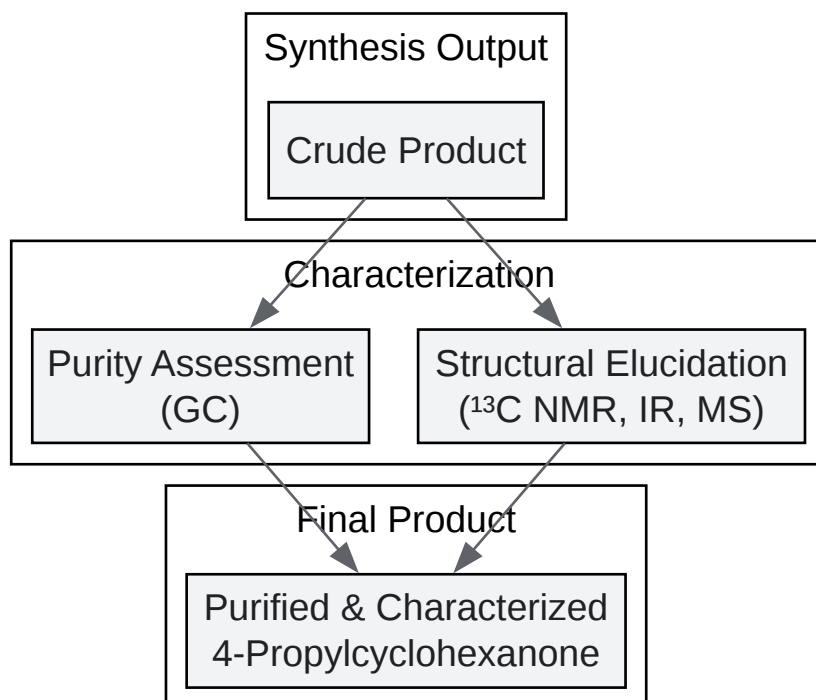 Synthesis Output
Crude Product
Characterization
Purity Assessment
(GC)
Structural Elucidation
(¹³C NMR, IR, MS)
Final Product
Purified & Characterized
4-Propylcyclohexanone